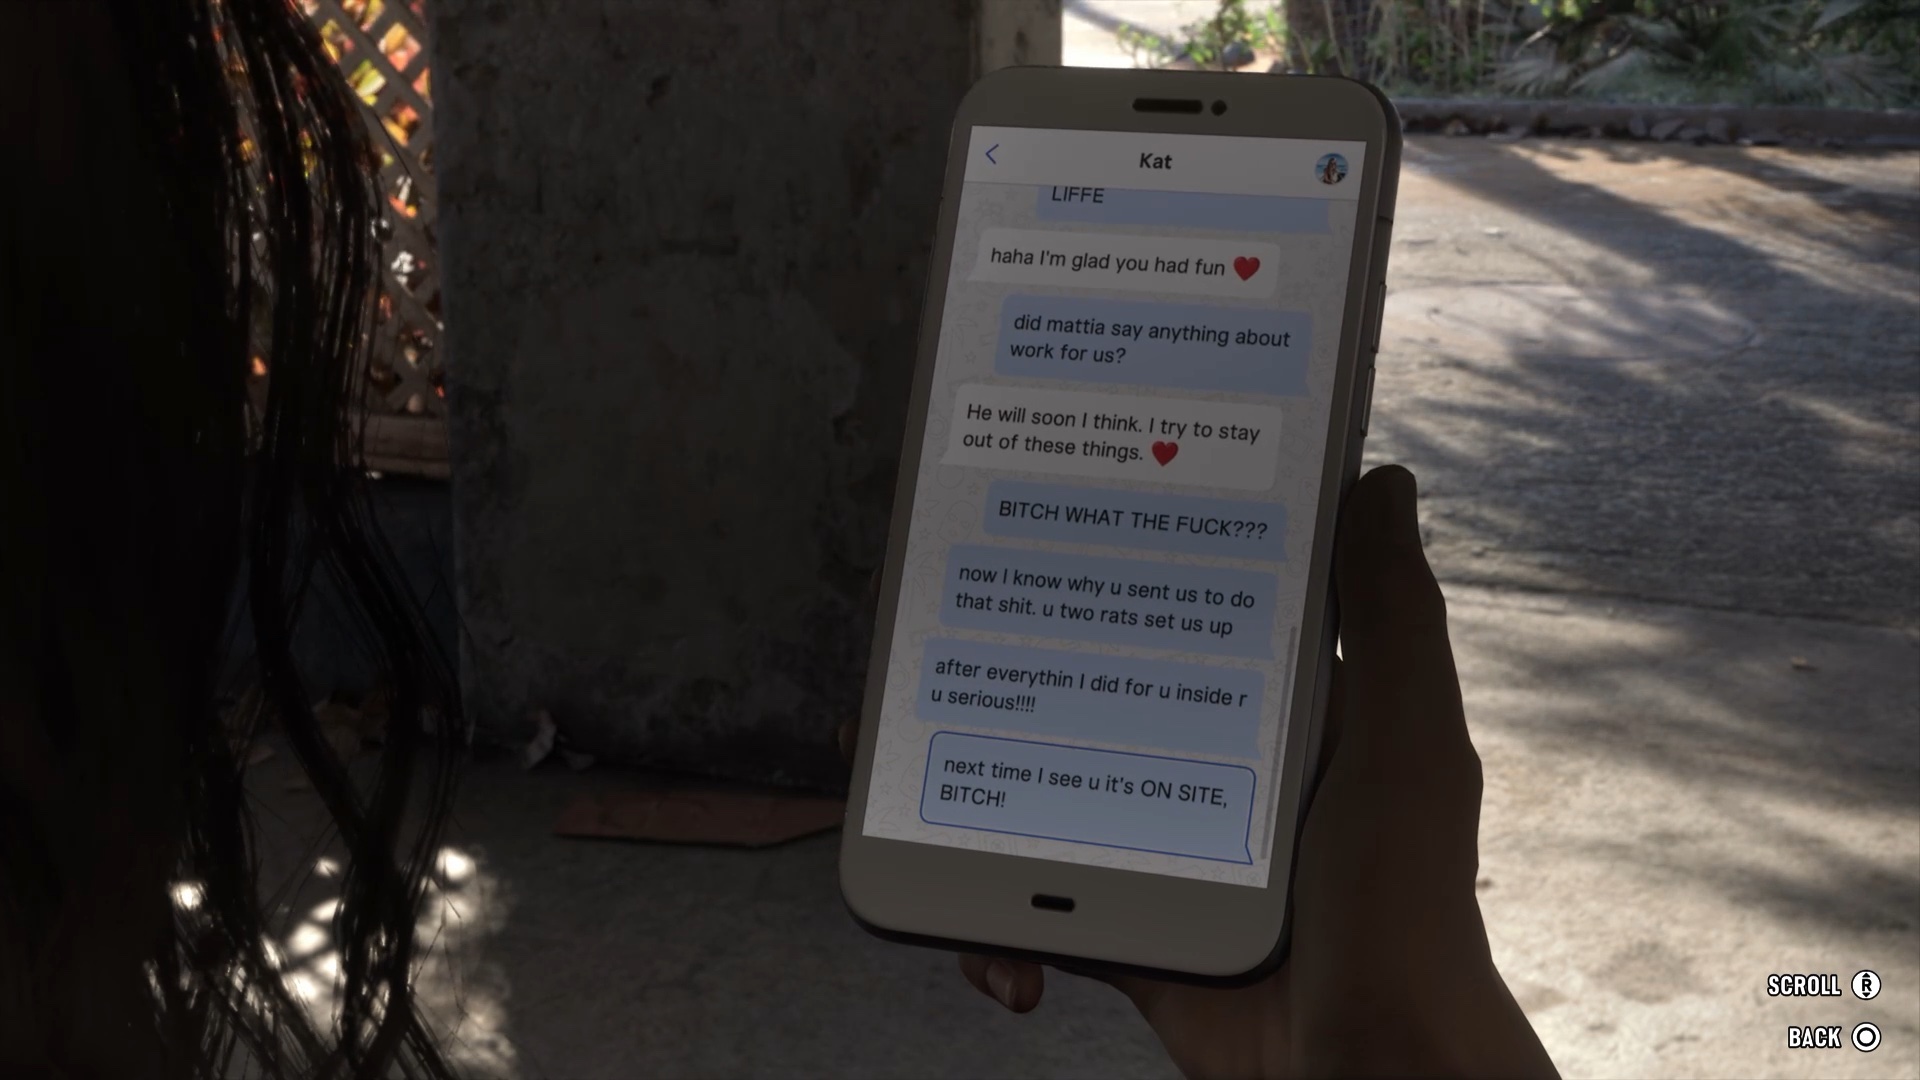 Kat
LIFFE
haha I'm glad you had fun ❤️
did mattia say anything about
work for us?
He will soon I think. I try to stay
out of these things. ❤️
BITCH WHAT THE FUCK???
now I know why u sent us to do
that shit. u two rats set us up
after everythin I did for u inside r
u serious!!!!
next time I see u it's ON SITE,
BITCH!
SCROLL R
BACK